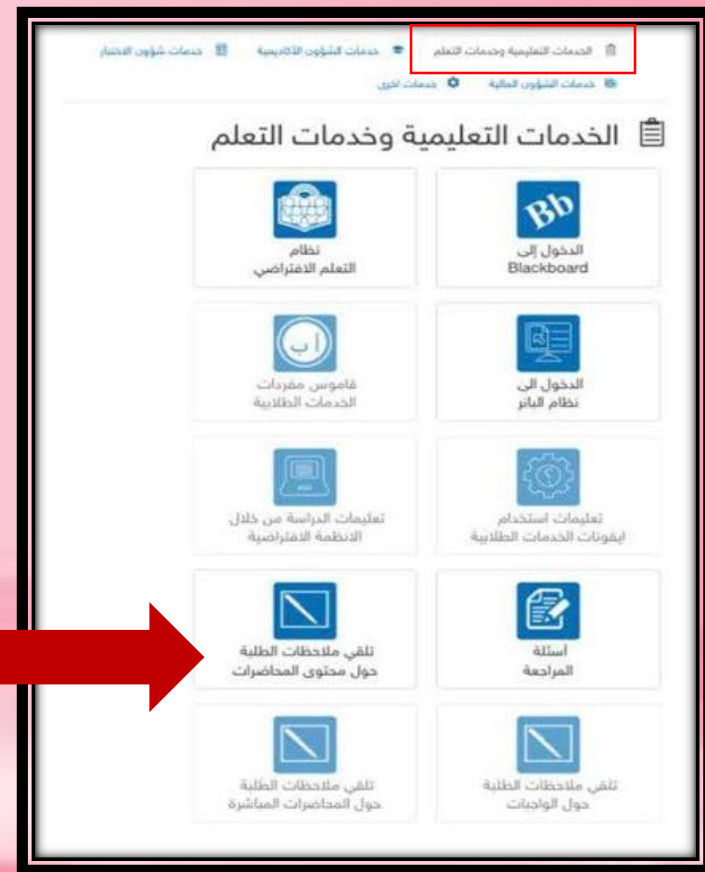 الخدمات التعليمية وخدمات التعلم
خدمات الشؤون الأكاديمية
خدمات شؤون الاختبار
خدمات الشؤون المالية
خدمات اخرى
الخدمات التعليمية وخدمات التعلم
Bb
الدخول إلى
Blackboard
نظام
التعلم الافتراضي
الدخول الى
نظام البانر
أب
قاموس مفردات
الخدمات الطلابية
تعليمات استخدام
ايقونات الخدمات الطلابية
تعليمات الدراسة من خلال
الانظمة الافتراضية
أسئلة
المراجعة
تلقي ملاحظات الطلبة
حول محتوى المحاضرات
تلقي ملاحظات الطلبة
حول الواجبات
تلقي ملاحظات الطلبة
حول المحاضرات المباشرة